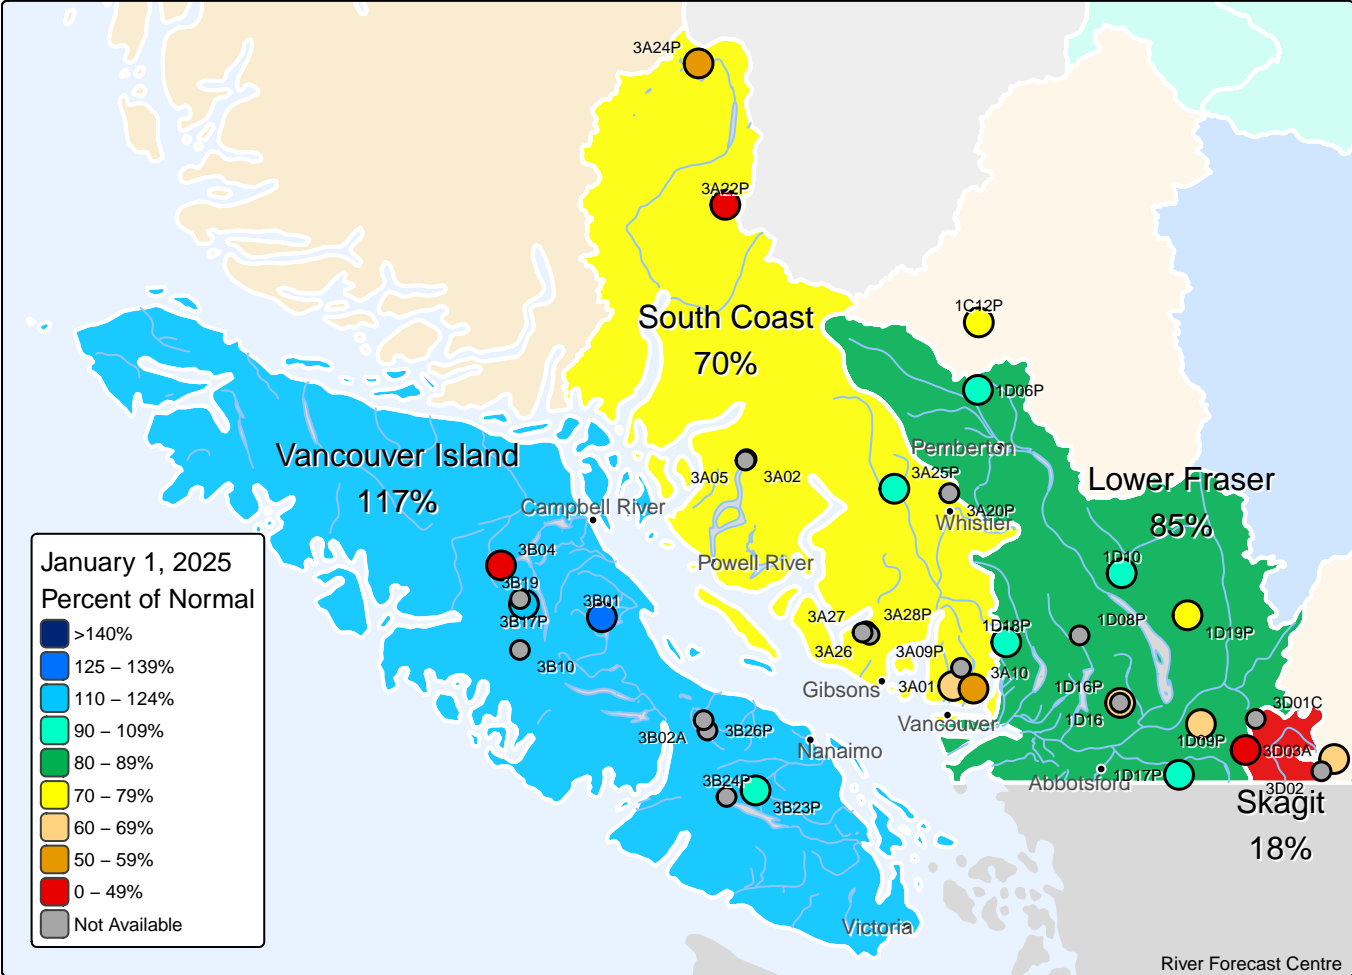 3A24P
3A22P
1C12P
South Coast
70%
1D06P
Pemberton
Vancouver Island
117%
3A05
3A02
3A25P
Lower Fraser
85%
Campbell River
3A20P
Whistler
3B04
Powell River
1D10
January 1, 2025
Percent of Normal
>140%
125 – 139%
110 – 124%
90 – 109%
80 – 89%
70 – 79%
60 – 69%
50 – 59%
0 – 49%
Not Available
3B19
3B01
3B17P
3A27
3A28P
1D18P
1D08P
1D19P
3A26
3A09P
3B10
3A01
3A10
Gibsons
1D16P
3D01C
1D16
Vancouver
3B02A
3B26P
1D09P
3D03A
Nanaimo
3B24P
Abbotsford
1D17P
3D02
3B23P
Skagit
18%
Victoria
River Forecast Centre